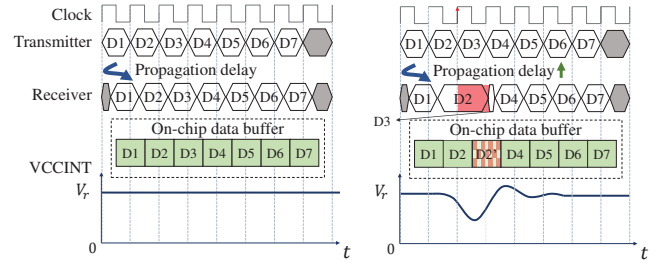 Clock
Transmitter D1 D2 D3 D4 D5 D6 D7
Propagation delay
Receiver D1 D2 D3 D4 D5 D6 D7
On-chip data buffer
D1 D2 D3 D4 D5 D6 D7
VCCINT
Vr
0
t
D1 D2 D3 D4 D5 D6 D7
Propagation delay
D1 D2 D4 D5 D6 D7
D3
On-chip data buffer
D1 D2 D2' D4 D5 D6 D7
Vr
0
t